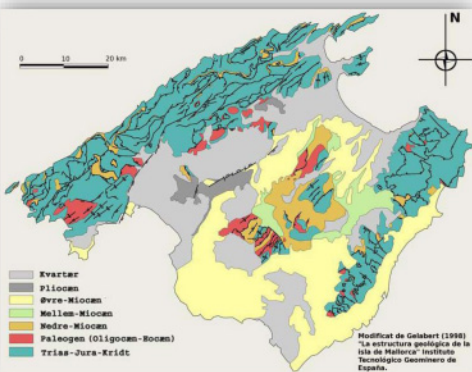 N
0 10 20 km
Kvartær
Pliocæn
Øvre-Miocæn
Mellem-Miocæn
Nedre-Miocæn
Paleogen (Oligocæn-Eocæn)
Trias-Jura-Kridt
Modificat de Gelabert (1998)
"La estructura geológica de la
isla de Mallorca" Instituto
Tecnológico Geominero de
España.